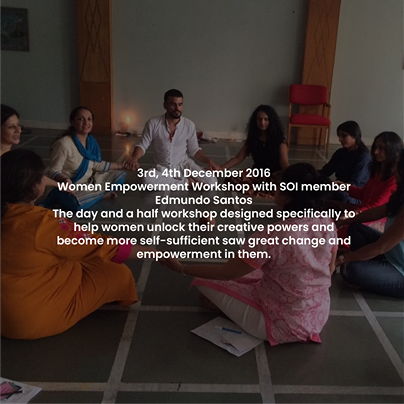 3rd, 4th December 2016
Women Empowerment Workshop with SOI member
Edmundo Santos
The day and a half workshop designed specifically to
help women unlock their creative powers and
become more self-sufficient saw great change and
empowerment in them.